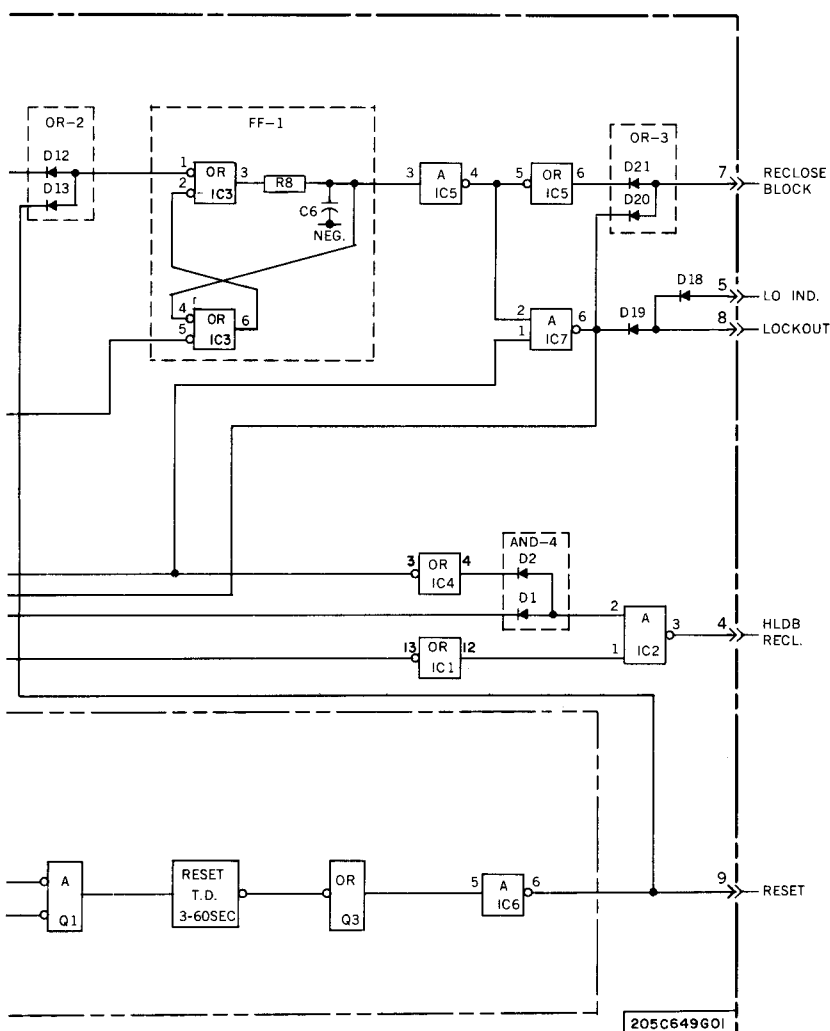 OR-2
FF-1
OR-3
D12
D13
1
2
OR
IC3
3
R8
C6
NEG.
3
A
IC5
4
5
OR
IC5
6
D21
D20
7
RECLOSE
BLOCK
4
5
OR
IC3
6
2
1
A
IC7
6
D18
D19
5
LO IND.
8
LOCKOUT
3
OR
IC4
4
AND-4
D2
D1
13
OR
IC1
12
2
1
A
IC2
3
4
HLDB
RECL.
A
Q1
RESET
T.D.
3-60SEC
OR
Q3
5
A
IC6
6
9
RESET
205C649G01